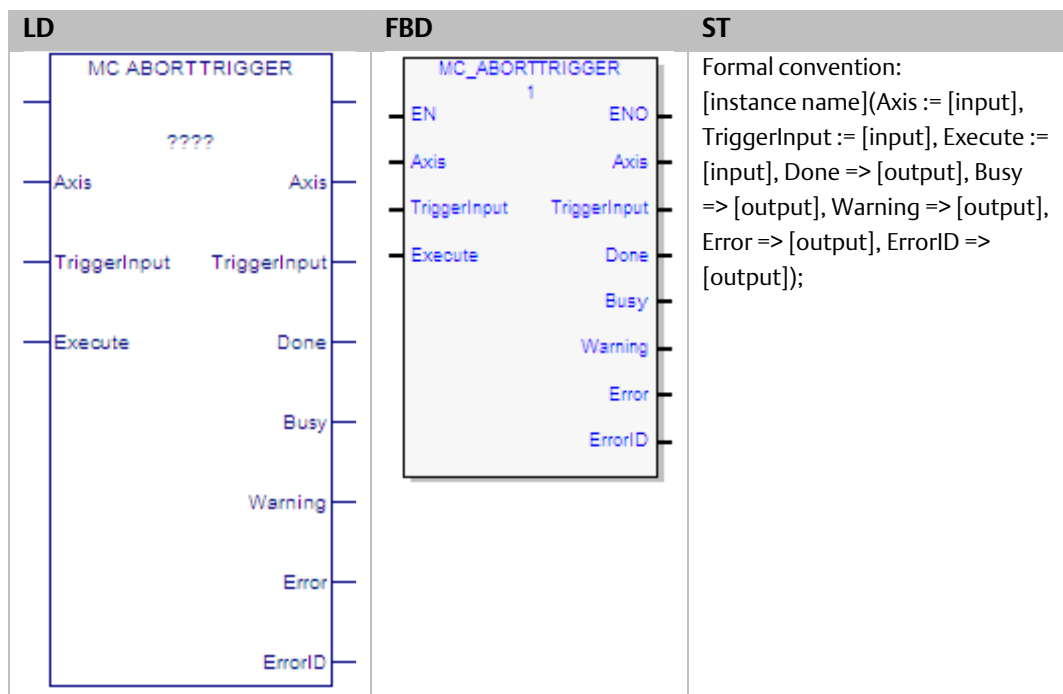 LD
FBD
ST
MC ABORTTRIGGER
????
Axis Axis
TriggerInput TriggerInput
Execute Done
Busy
Warning
Error
ErrorID
MC_ABORTTRIGGER
1
EN ENO
Axis Axis
TriggerInput TriggerInput
Execute Done
Busy
Warning
Error
ErrorID
Formal convention:
[instance name](Axis := [input],
TriggerInput := [input], Execute :=
[input], Done => [output], Busy
=> [output], Warning => [output],
Error => [output], ErrorID =>
[output]);